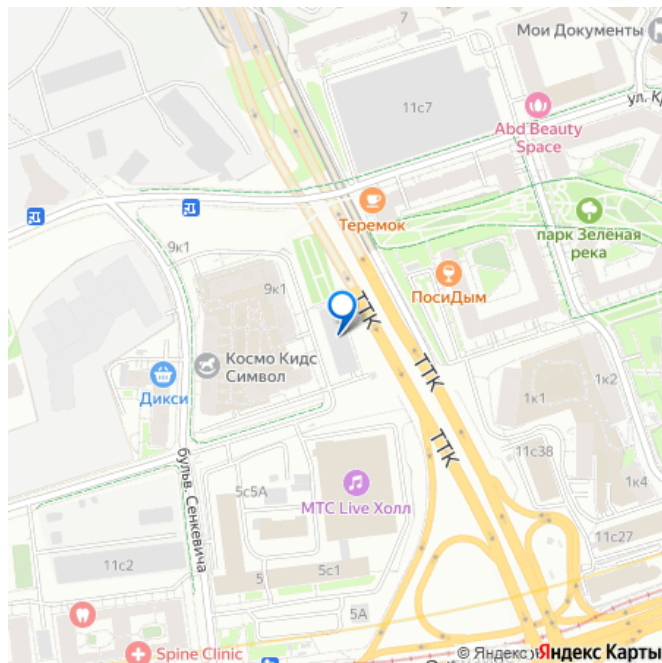 7
Мои Документы
11с7
ул. К
Abd Beauty
Space
Теремок
парк Зелёная
река
9к1
9к1
ПосиДым
ТТК
ТТК
ТТК
Космо Кидс
Символ
Дикси
1к2
1к1
11с38
1к4
бульв. Сенкевича
5с5А
МТС Live Холл
11с2
5
5с1
11с27
5А
Spine Clinic
© Яндекс
Яндекс Карты